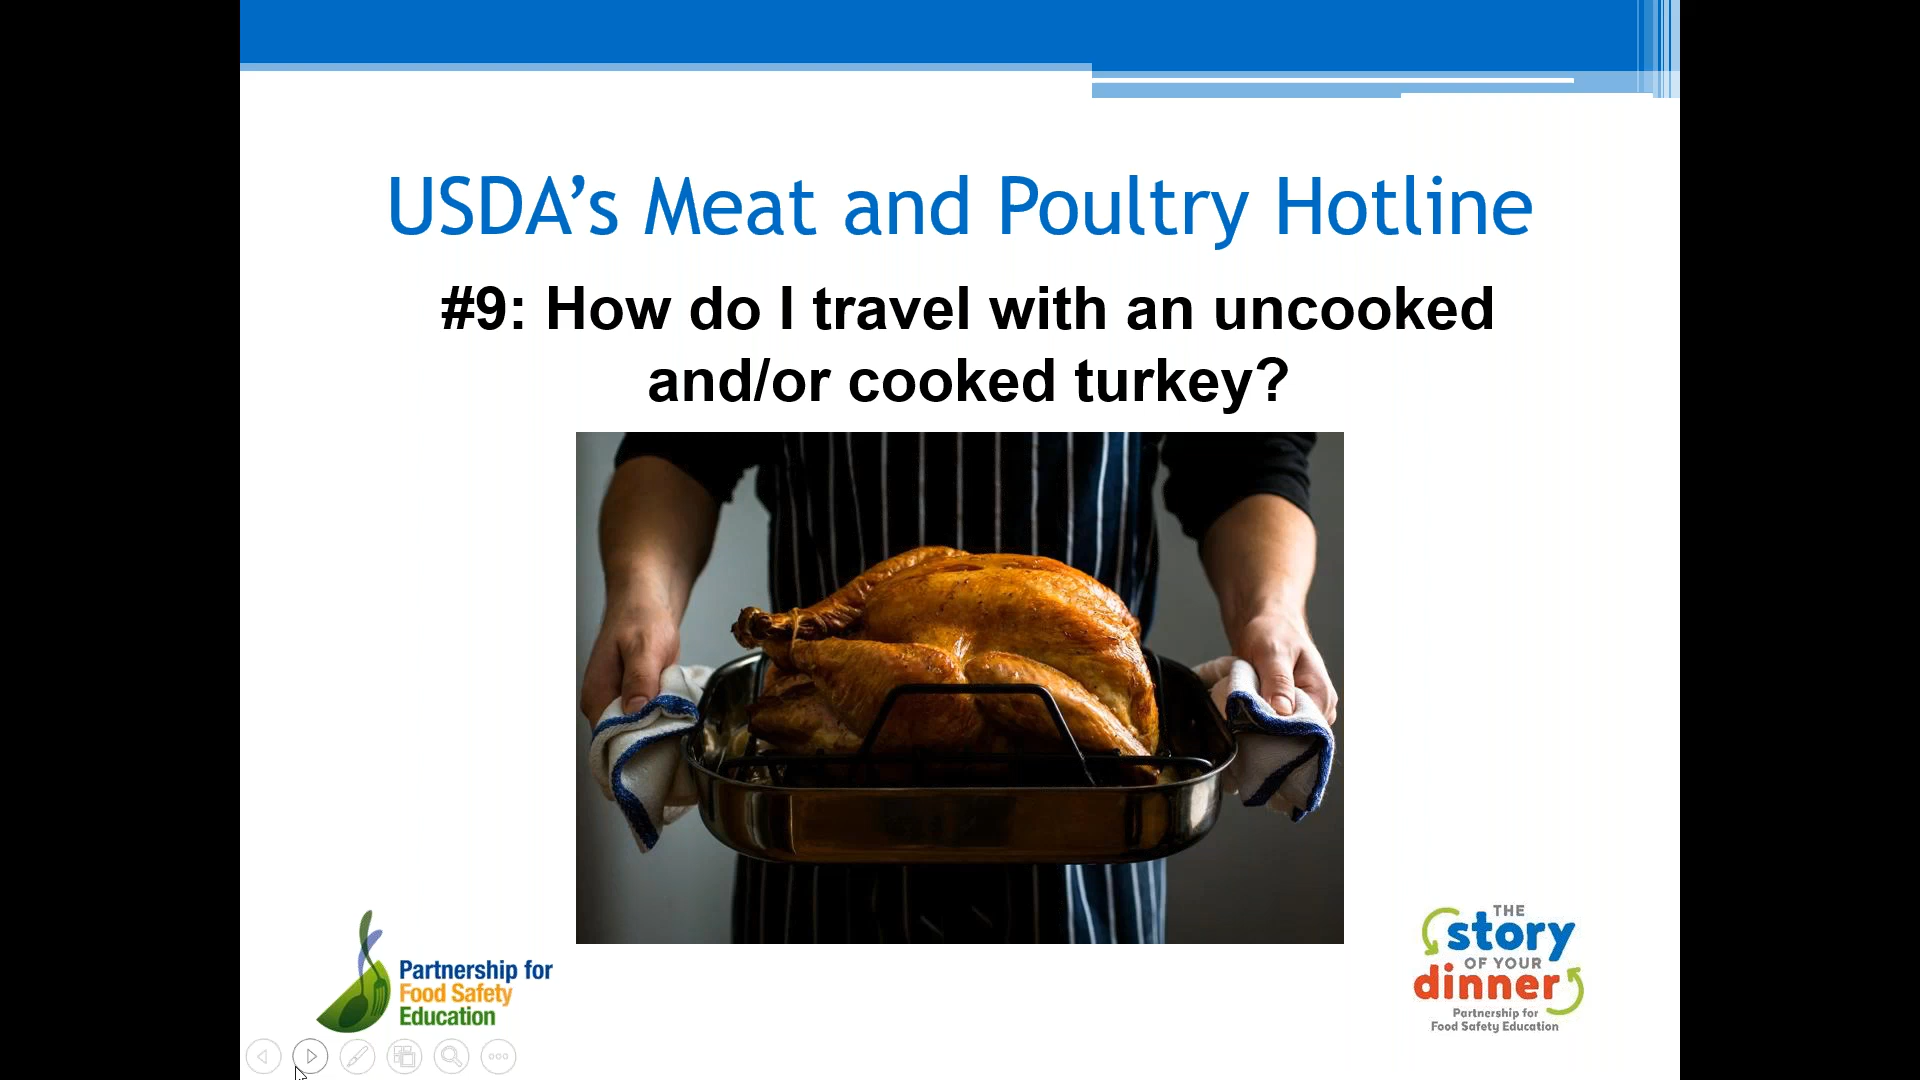 USDA’s Meat and Poultry Hotline
#9: How do I travel with an uncooked
and/or cooked turkey?
Partnership for
Food Safety
Education
THE
story
OF YOUR
dinner
Partnership for
Food Safety Education